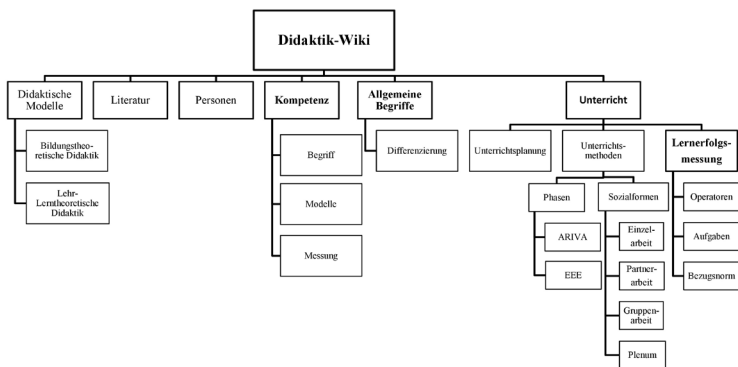 Didaktik-Wiki
Didaktische
Modelle
Literatur
Personen
Kompetenz
Allgemeine
Begriffe
Unterricht
Bildungstheo-
retische Didaktik
Lehr-
Lerntheoretische
Didaktik
Begriff
Modelle
Messung
Differenzierung
Unterrichtsplanung
Unterrichts-
methoden
Lernerfolgs-
messung
Phasen
Sozialformen
ARIVA
EEE
Einzel-
arbeit
Partner-
arbeit
Gruppen-
arbeit
Plenum
Operatoren
Aufgaben
Bezugsnorm